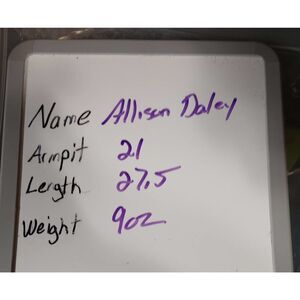 Name Allison Daley
Armpit 21
Length 27.5
Weight 9oz